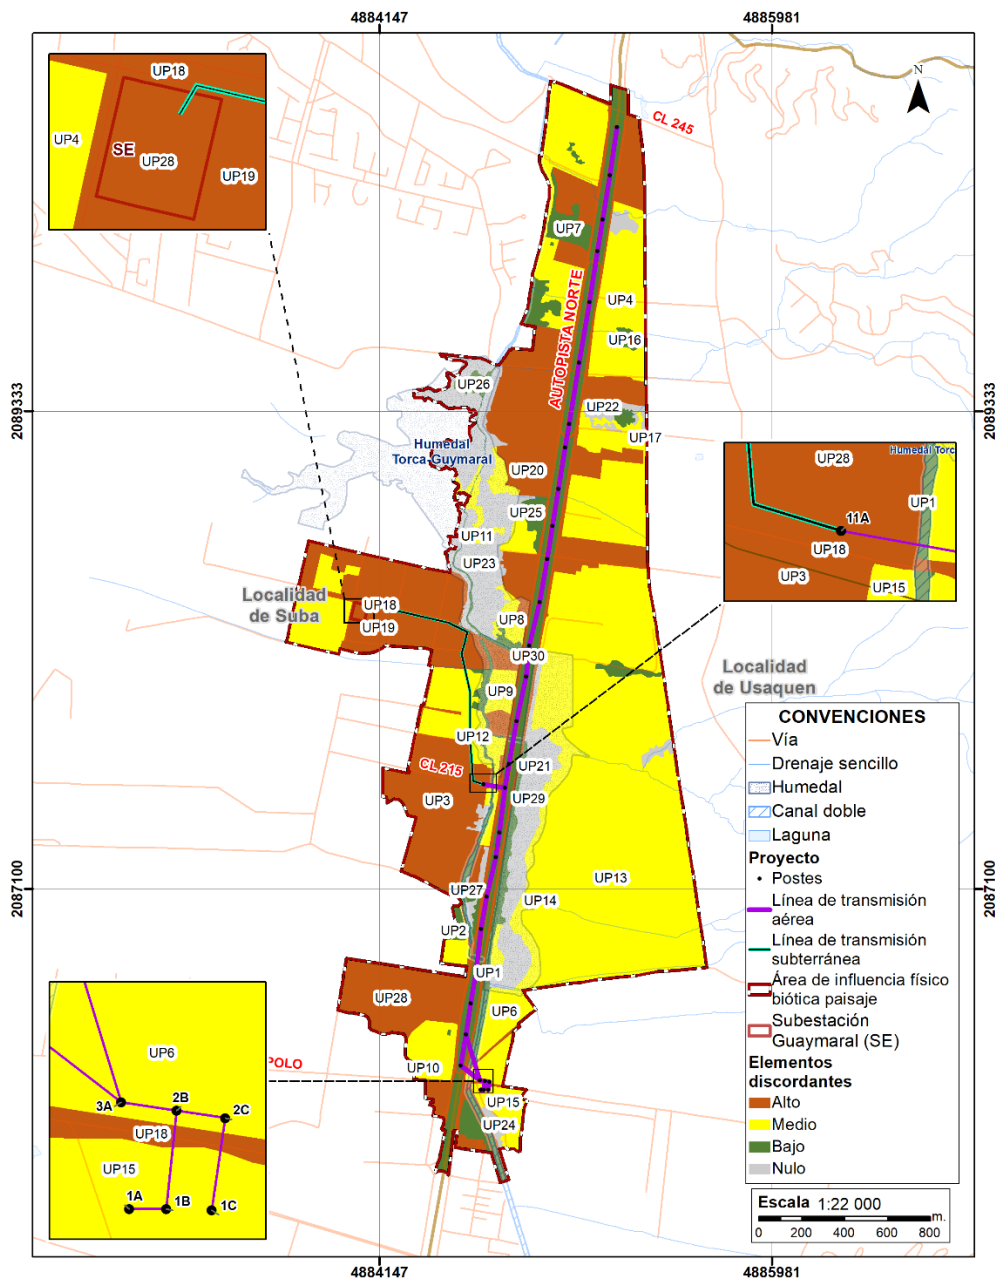 4884147
4885981
UP18
UP4
SE
UP28
UP19
N
CL 245
UP7
AUTOPISTA NORTE
UP4
UP16
2089333
2089333
UP26
UP22
UP17
Humedal
Torca-Guymaral
UP20
UP25
UP11
UP23
UP28
Humedal Torc
UP1
11A
UP18
UP3
UP15
Localidad
de Suba
UP18
UP19
UP8
UP30
Localidad
de Usaquen
UP9
UP12
UP21
CL 215
UP3
UP29
UP13
UP27
UP14
UP2
2087100
2087100
UP1
UP28
UP6
POLO
UP10
UP15
UP24
UP6
3A
2B
2C
UP18
UP15
1A
1B
1C
CONVENCIONES
Vía
Drenaje sencillo
Humedal
Canal doble
Laguna
Proyecto
Postes
Línea de transmisión
aérea
Línea de transmisión
subterránea
Área de influencia físico
biótica paisaje
Subestación
Guaymaral (SE)
Elementos
discordantes
Alto
Medio
Bajo
Nulo
Escala 1:22 000
m.
0 200 400 600 800
4884147
4885981